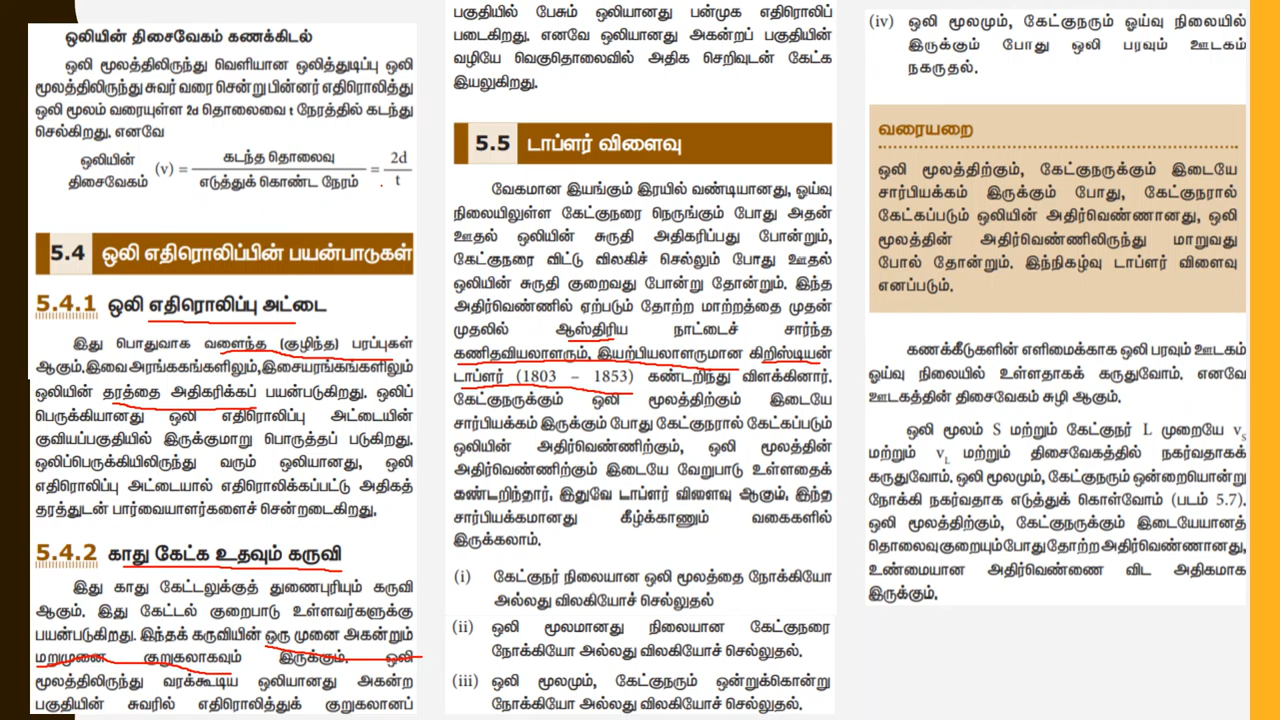 ஒலியின் திசைவேகம் கணக்கிடல்
ஒலி மூலத்திலிருந்து வெளியான ஒலித்துடிப்பு ஒலி
மூலத்திலிருந்து சுவர் வரை சென்று பின்னர் எதிரொலித்து
ஒலி மூலம் வரையுள்ள 2d தொலைவை t நேரத்தில் கடந்து
செல்கிறது. எனவே
ஒலியின் திசைவேகம் (v) = கடந்த தொலைவு / எடுத்துக் கொண்ட நேரம் = 2d / t
5.4 ஒலி எதிரொலிப்பின் பயன்பாடுகள்
5.4.1 ஒலி எதிரொலிப்பு அட்டை
இது பொதுவாக வளைந்த (குழிந்த) பரப்புகள்
ஆகும், இவை அரங்ககங்களிலும், இசையரங்கங்களிலும்
ஒலியின் தரத்தை அதிகரிக்கப் பயன்படுகிறது. ஒலிப்
பெருக்கியானது ஒலி எதிரொலிப்பு அட்டையின்
குவியப்பகுதியில் இருக்குமாறு பொருத்தப் படுகிறது.
ஒலிப்பெருக்கியிலிருந்து வரும் ஒலியானது, ஒலி
எதிரொலிப்பு அட்டையால் எதிரொலிக்கப்பட்டு அதிகத்
தரத்துடன் பார்வையாளர்களைச் சென்றடைகிறது.
5.4.2 காது கேட்க உதவும் கருவி
இது காது கேட்டலுக்குத் துணைபுரியும் கருவி
ஆகும். இது கேட்டல் குறைபாடு உள்ளவர்களுக்கு
பயன்படுகிறது. இந்தக் கருவியின் ஒரு முனை அகன்றும்
மறுமுனை குறுகலாகவும் இருக்கும். ஒலி
மூலத்திலிருந்து வரக்கூடிய ஒலியானது அகன்ற
பகுதியின் சுவரில் எதிரொலித்துக் குறுகலானப்
பகுதியில் பேசும் ஒலியானது பன்முக எதிரொலிப்
படைகிறது. எனவே ஒலியானது அகன்றப் பகுதியின்
வழியே வெகுதொலைவில் அதிக செறிவுடன் கேட்க
இயலுகிறது.
5.5 டாப்ளர் விளைவு
வேகமான இயங்கும் இரயில் வண்டியானது, ஓய்வு
நிலையிலுள்ள கேட்குநரை நெருங்கும் போது அதன்
ஊதல் ஒலியின் சுருதி அதிகரிப்பது போன்றும்,
கேட்குநரை விட்டு விலகிச் செல்லும் போது ஊதல்
ஒலியின் சுருதி குறைவது போன்று தோன்றும். இந்த
அதிர்வெண்ணில் ஏற்படும் தோற்ற மாற்றத்தை முதன்
முதலில் ஆஸ்திரிய நாட்டைச் சார்ந்த
கணிதவியலாளரும், இயற்பியலாளருமான கிறிஸ்டியன்
டாப்ளர் (1803 – 1853) கண்டறிந்து விளக்கினார்.
கேட்குநருக்கும் ஒலி மூலத்திற்கும் இடையே
சார்பியக்கம் இருக்கும் போது கேட்குநரால் கேட்கப்படும்
ஒலியின் அதிர்வெண்ணிற்கும், ஒலி மூலத்தின்
அதிர்வெண்ணிற்கும் இடையே வேறுபாடு உள்ளதைக்
கண்டறிந்தார். இதுவே டாப்ளர் விளைவு ஆகும். இந்த
சார்பியக்கமானது கீழ்க்காணும் வகைகளில்
இருக்கலாம்.
(i) கேட்குநர் நிலையான ஒலி மூலத்தை நோக்கியோ
அல்லது விலகியோச் செல்லுதல்
(ii) ஒலி மூலமானது நிலையான கேட்குநரை
நோக்கியோ அல்லது விலகியோச் செல்லுதல்.
(iii) ஒலி மூலமும், கேட்குநரும் ஒன்றுக்கொன்று
நோக்கியோ அல்லது விலகியோச் செல்லுதல்.
(iv) ஒலி மூலமும், கேட்குநரும் ஓய்வு நிலையில்
இருக்கும் போது ஒலி பரவும் ஊடகம்
நகருதல்.
வரையறை
ஒலி மூலத்திற்கும், கேட்குநருக்கும் இடையே
சார்பியக்கம் இருக்கும் போது, கேட்குநரால்
கேட்கப்படும் ஒலியின் அதிர்வெண்ணானது, ஒலி
மூலத்தின் அதிர்வெண்ணிலிருந்து மாறுவது
போல் தோன்றும். இந்நிகழ்வு டாப்ளர் விளைவு
எனப்படும்.
கணக்கீடுகளின் எளிமைக்காக ஒலி பரவும் ஊடகம்
ஓய்வு நிலையில் உள்ளதாகக் கருதுவோம். எனவே
ஊடகத்தின் திசைவேகம் சுழி ஆகும்.
ஒலி மூலம் S மற்றும் கேட்குநர் L முறையே vS
மற்றும் vL மற்றும் திசைவேகத்தில் நகர்வதாகக்
கருதுவோம். ஒலி மூலமும், கேட்குநரும் ஒன்றையொன்று
நோக்கி நகர்வதாக எடுத்துக் கொள்வோம் (படம் 5.7).
ஒலி மூலத்திற்கும், கேட்குநருக்கும் இடையேயானத்
தொலைவு குறையும் போது தோற்ற அதிர்வெண்ணானது,
உண்மையான அதிர்வெண்ணை விட அதிகமாக
இருக்கும்.